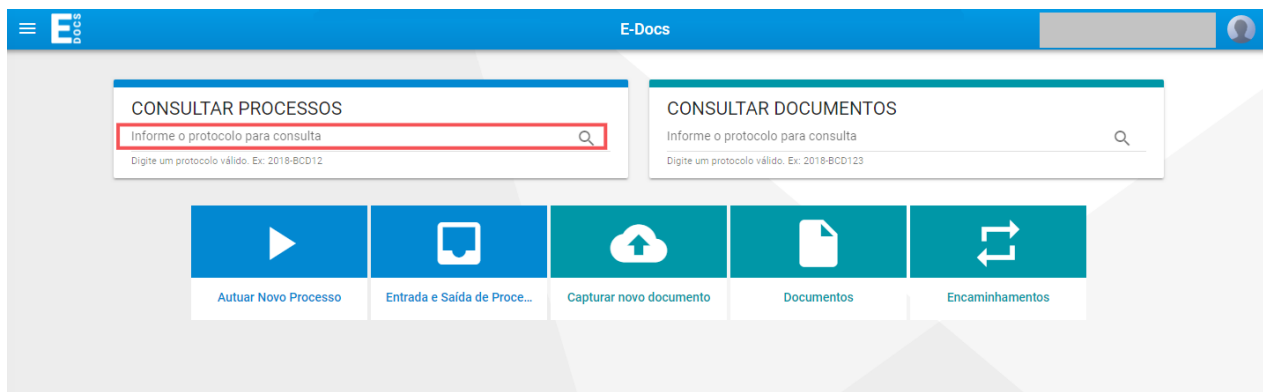 E DOCS
E-Docs
CONSULTAR PROCESSOS
Informe o protocolo para consulta
Digite um protocolo válido. Ex: 2018-BCD12
CONSULTAR DOCUMENTOS
Informe o protocolo para consulta
Digite um protocolo válido. Ex: 2018-BCD123
Autuar Novo Processo
Entrada e Saída de Proce...
Capturar novo documento
Documentos
Encaminhamentos